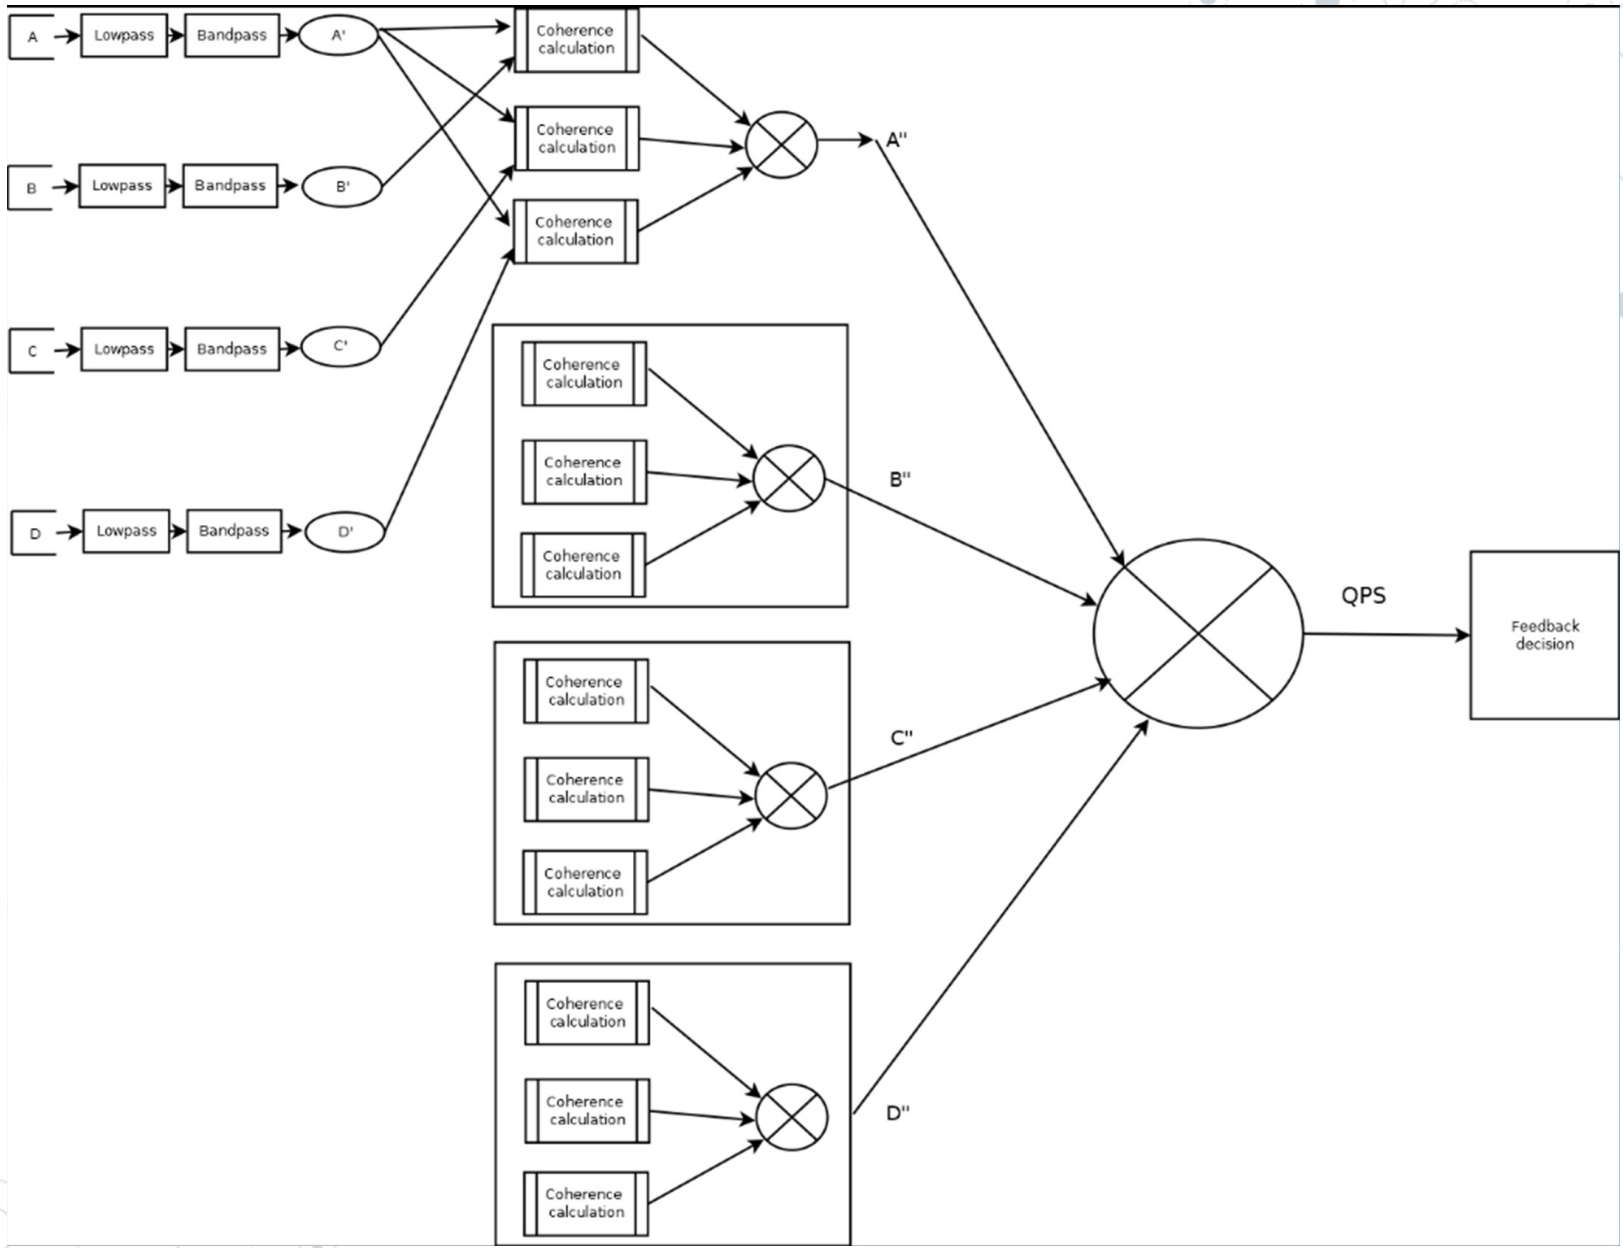 A
Lowpass
Bandpass
A'
Coherence
calculation
Coherence
calculation
A"
B
Lowpass
Bandpass
B'
Coherence
calculation
C
Lowpass
Bandpass
C'
Coherence
calculation
Coherence
calculation
B"
D
Lowpass
Bandpass
D'
Coherence
calculation
QPS
Feedback
decision
Coherence
calculation
C"
Coherence
calculation
Coherence
calculation
Coherence
calculation
Coherence
calculation
D"
Coherence
calculation